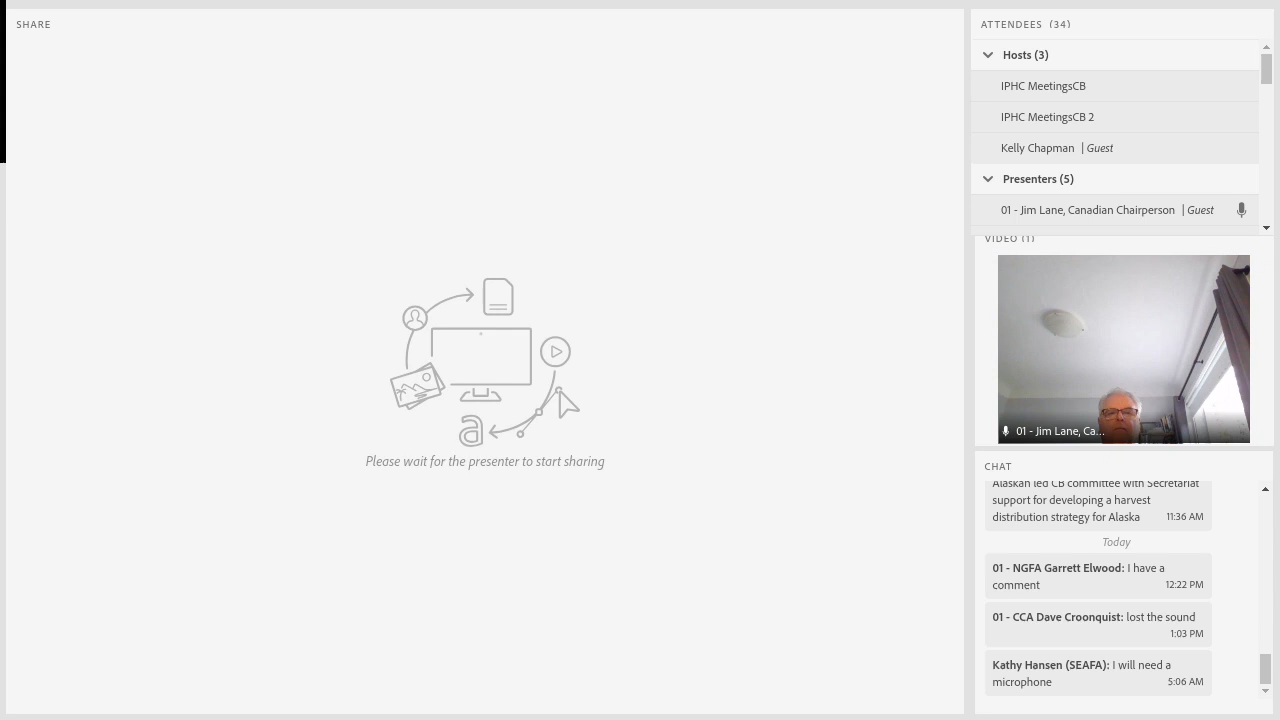 SHARE
Please wait for the presenter to start sharing
ATTENDEES (34)
Hosts (3)
IPHC MeetingsCB
IPHC MeetingsCB 2
Kelly Chapman | Guest
Presenters (5)
01 - Jim Lane, Canadian Chairperson | Guest
VIDEO (1)
01 - Jim Lane, Ca...
CHAT
Alaskan led CB committee with Secretariat
support for developing a harvest
distribution strategy for Alaska 11:36 AM
Today
01 - NGFA Garrett Elwood: I have a
comment 12:22 PM
01 - CCA Dave Croonquist: lost the sound
1:03 PM
Kathy Hansen (SEAFA): I will need a
microphone 5:06 AM